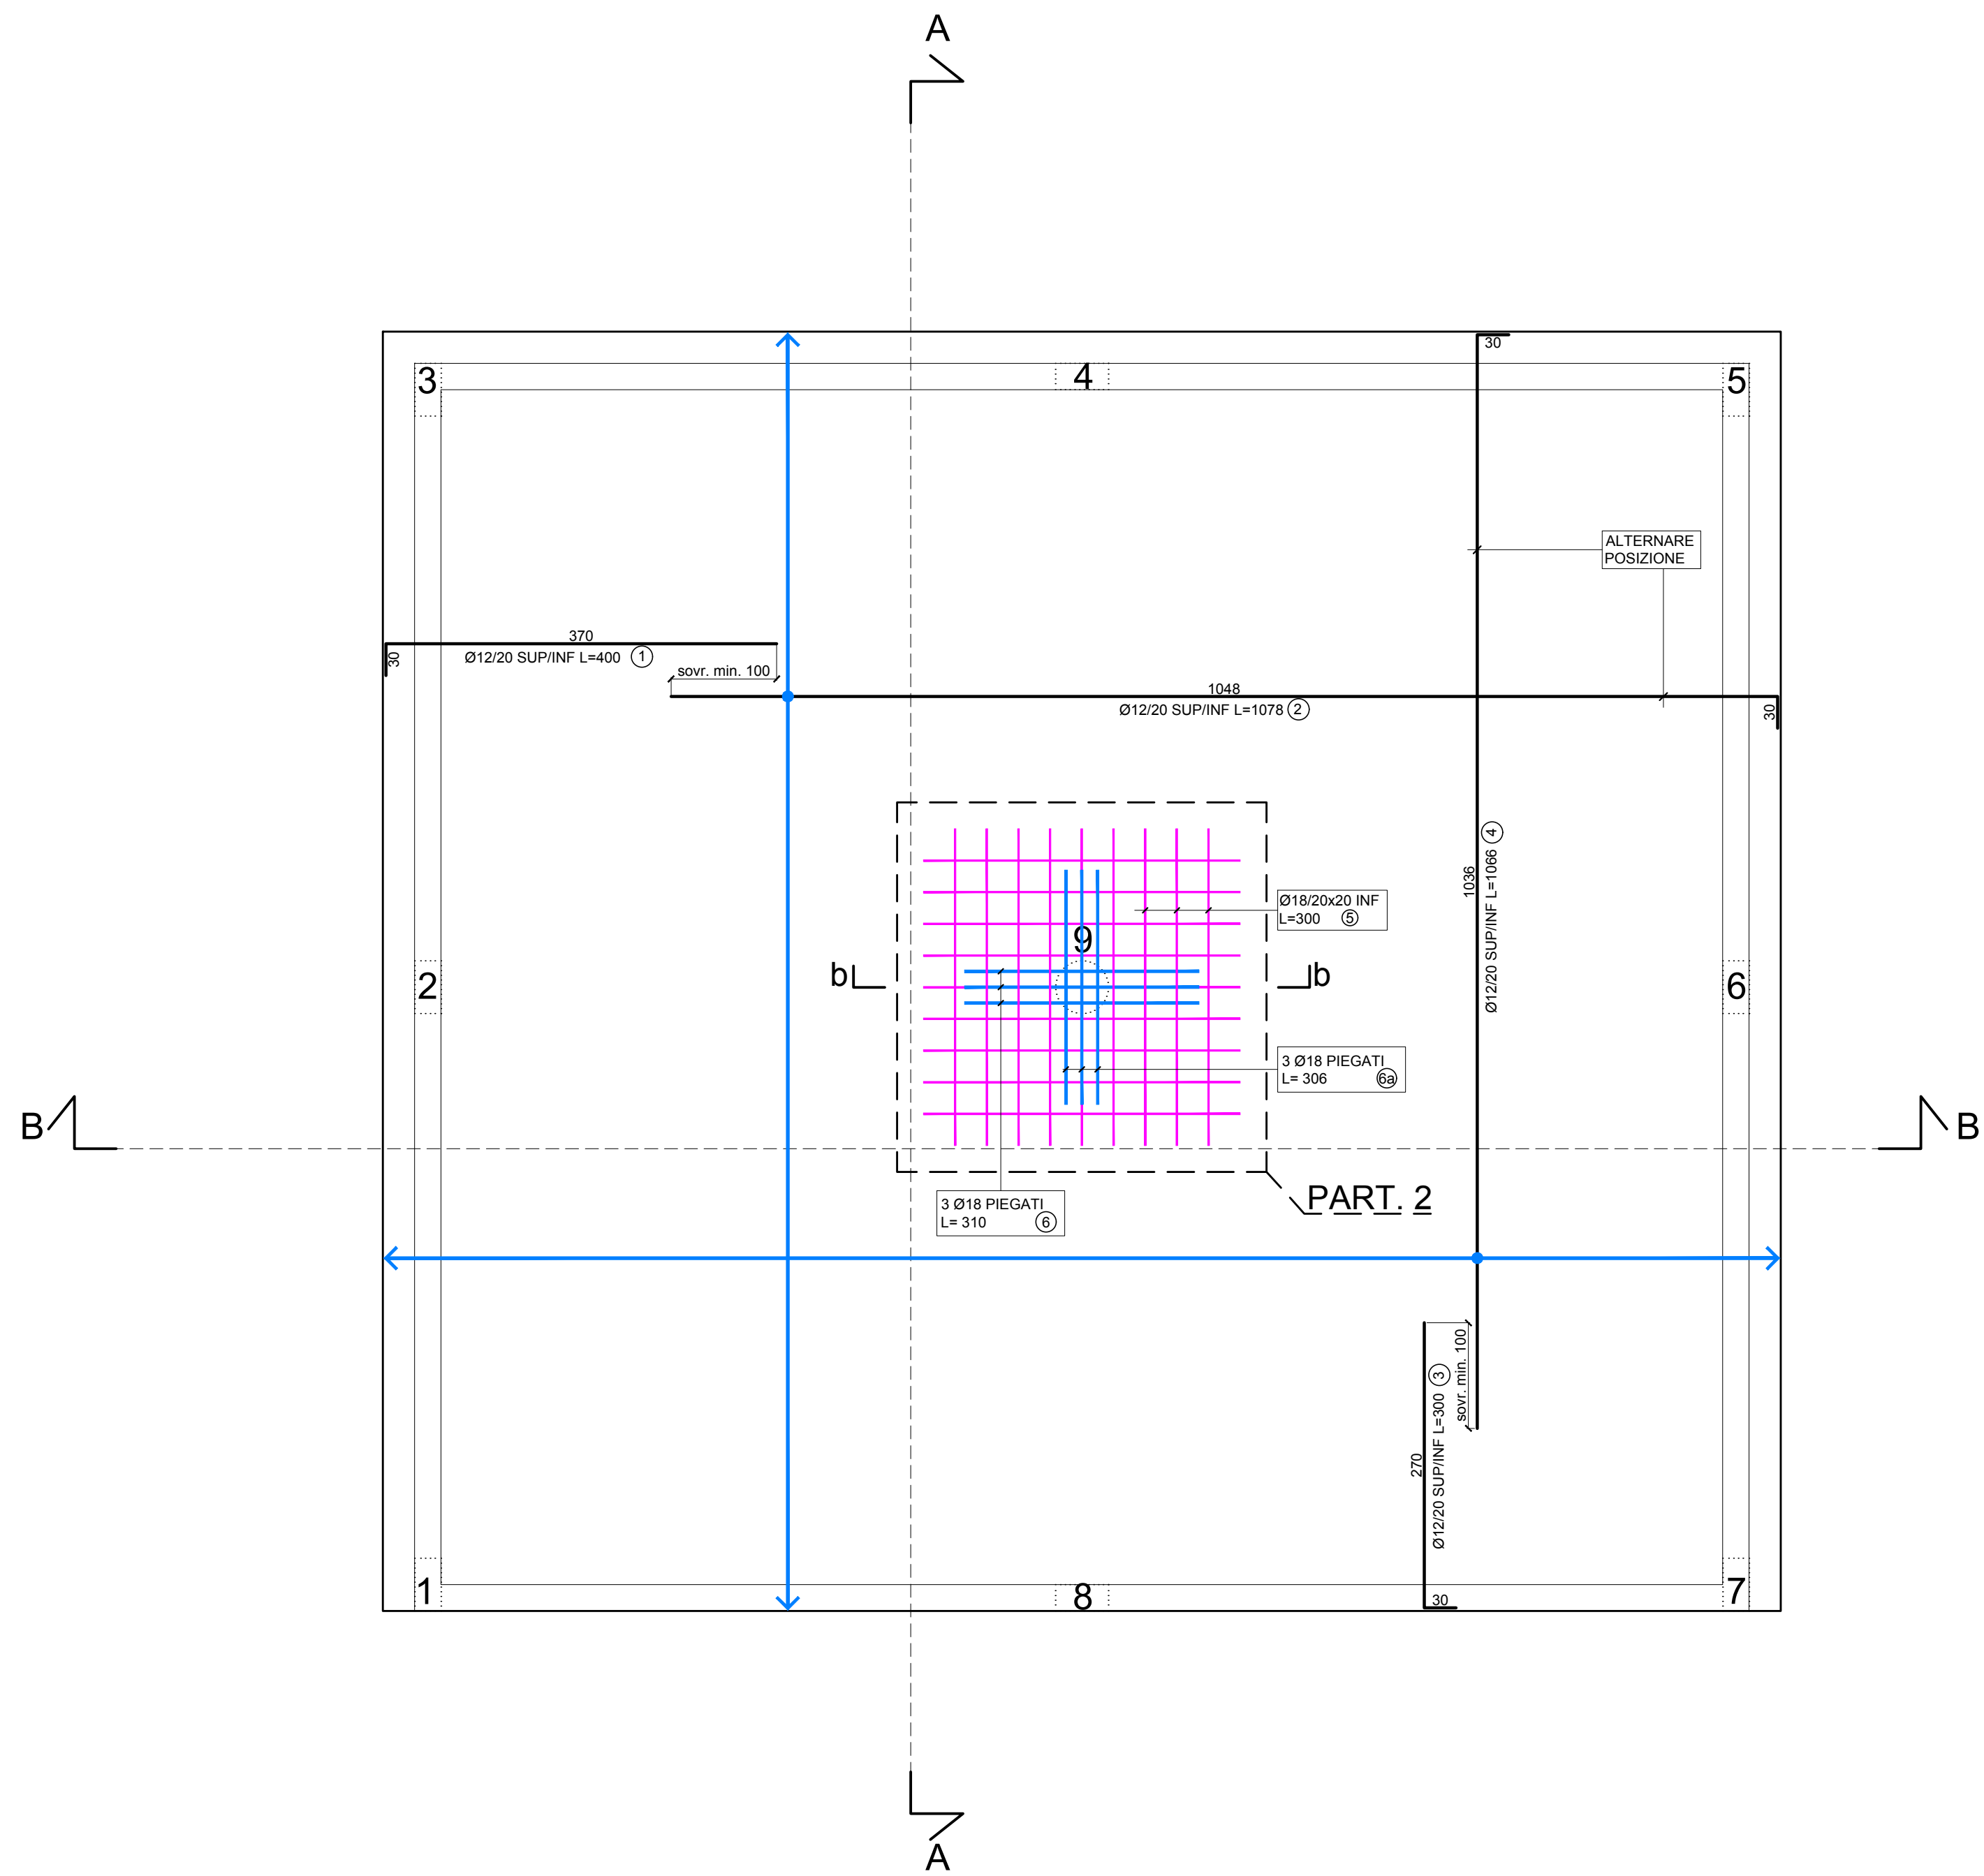 A
30
3
4
5
ALTERNARE
POSIZIONE
370
30
Ø12/20 SUP/INF L=400 1
sovr. min. 100
1048
Ø12/20 SUP/INF L=1078 2
30
1036
Ø12/20 SUP/INF L=1066 4
Ø18/20x20 INF
L=300 5
9
b
b
2
6
3 Ø18 PIEGATI
L= 306 6a
B
B
PART. 2
3 Ø18 PIEGATI
L= 310 6
sovr. min. 100
270
Ø12/20 SUP/INF L=300 3
30
1
8
7
A